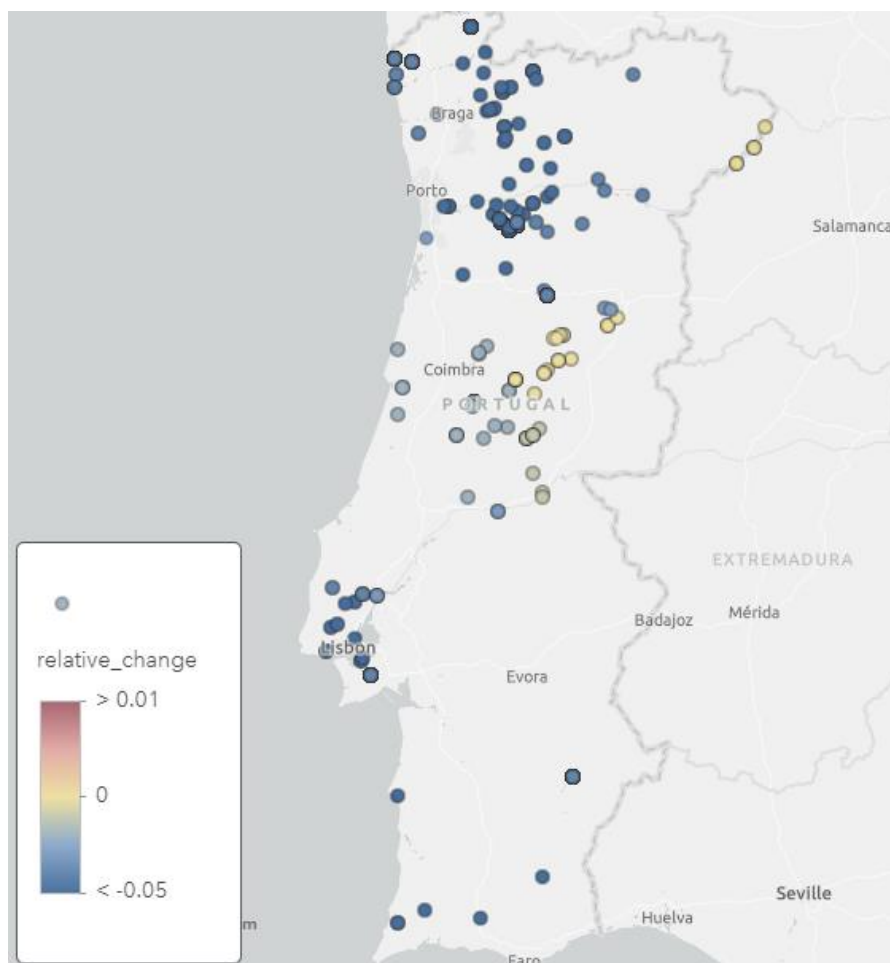 Braga
Porto
Salamanca
Coimbra
PORTUGAL
EXTREMADURA
Mérida
Badajoz
Lisbon
relative_change
> 0.01
Evora
0
< -0.05
Seville
Huelva
m
Faro